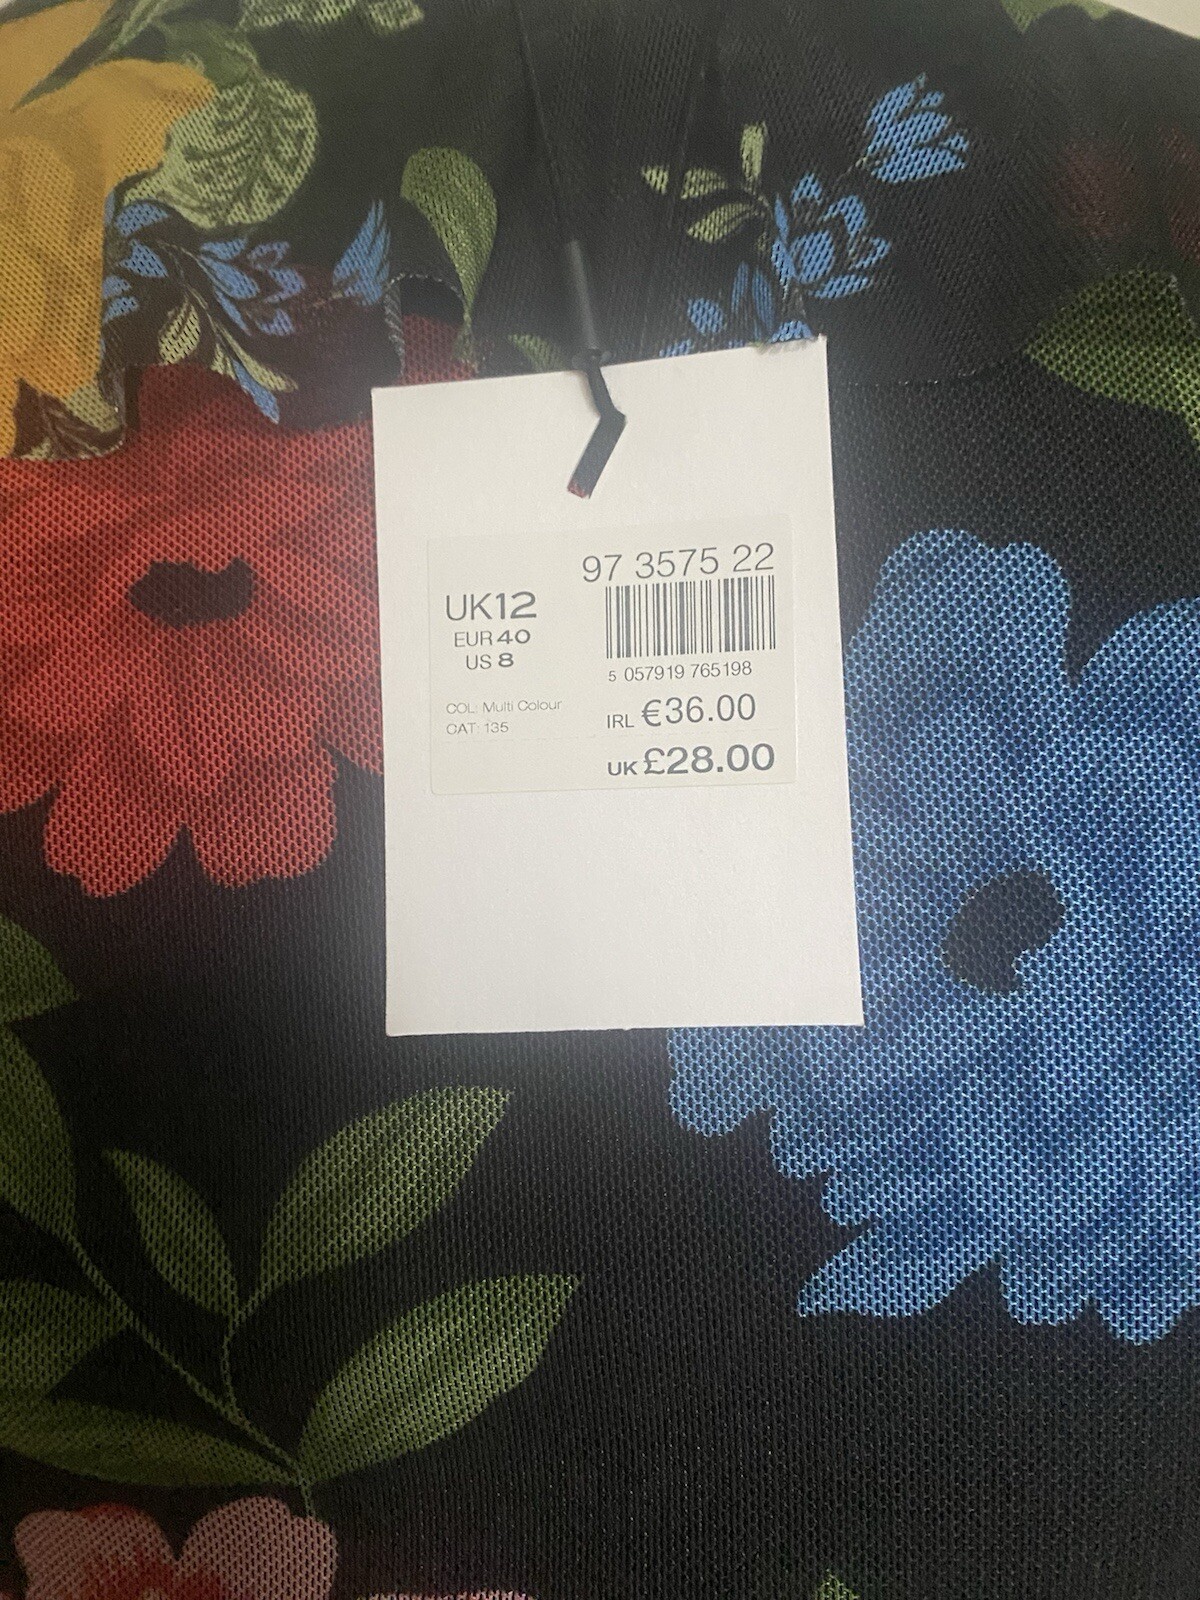 97 3575 22
UK12
EUR 40
US 8
5 057919 765198
COL: Multi Colour
CAT: 135
IRL €36.00
UK £28.00